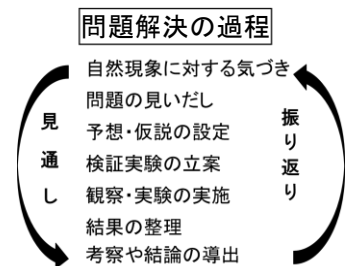 問題解決の過程
自然現象に対する気づき
問題の見いだし
予想・仮説の設定
検証実験の立案
観察・実験の実施
結果の整理
考察や結論の導出
見通し
振り返り